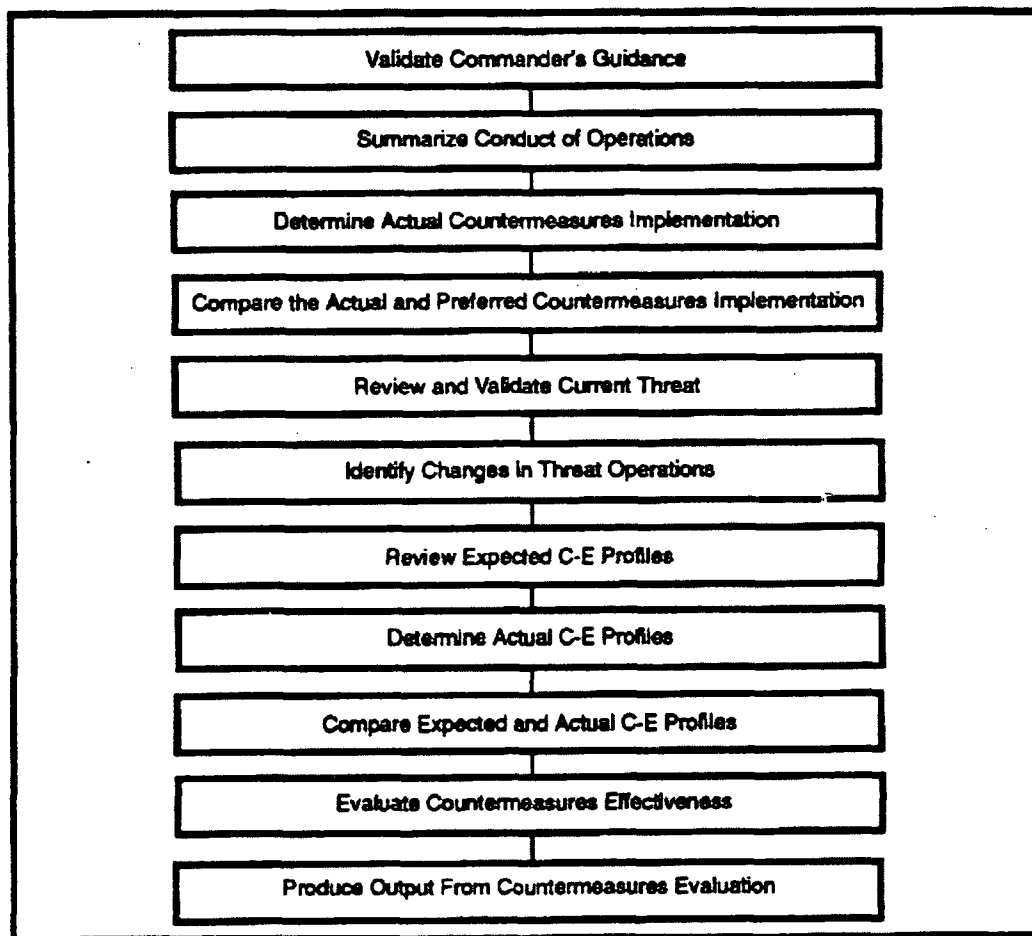 Validate Commander's Guidance
Summarize Conduct of Operations
Determine Actual Countermeasures Implementation
Compare the Actual and Preferred Countermeasures Implementation
Review and Validate Current Threat
Identify Changes in Threat Operations
Review Expected C-E Profiles
Determine Actual C-E Profiles
Compare Expected and Actual C-E Profiles
Evaluate Countermeasures Effectiveness
Produce Output From Countermeasures Evaluation